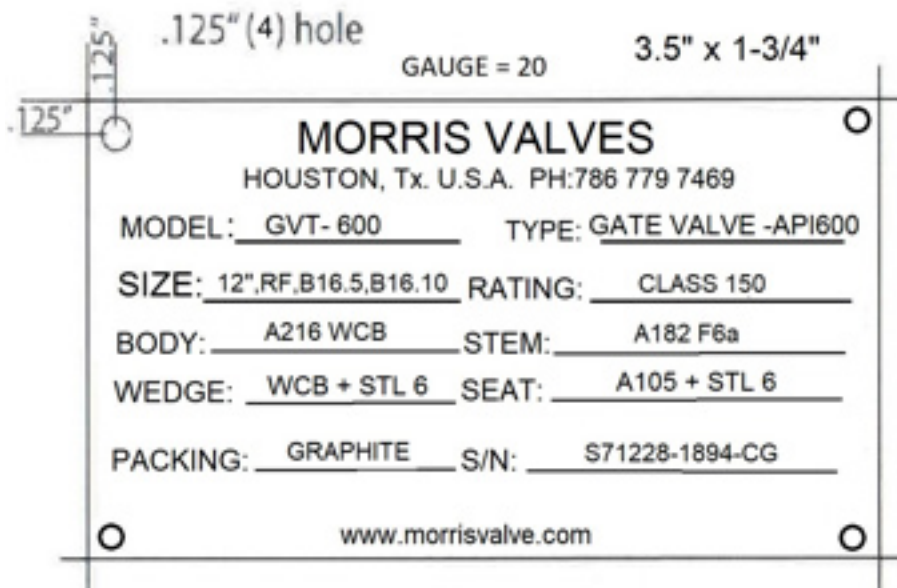 .125" (4) hole
3.5" x 1-3/4"
.125"
GAUGE = 20
.125"
MORRIS VALVES
HOUSTON, Tx. U.S.A. PH:786 779 7469
MODEL: GVT- 600 TYPE: GATE VALVE -API600
SIZE: 12",RF,B16.5,B16.10 RATING: CLASS 150
BODY: A216 WCB STEM: A182 F6a
WEDGE: WCB + STL 6 SEAT: A105 + STL 6
PACKING: GRAPHITE S/N: S71228-1894-CG
www.morrisvalve.com